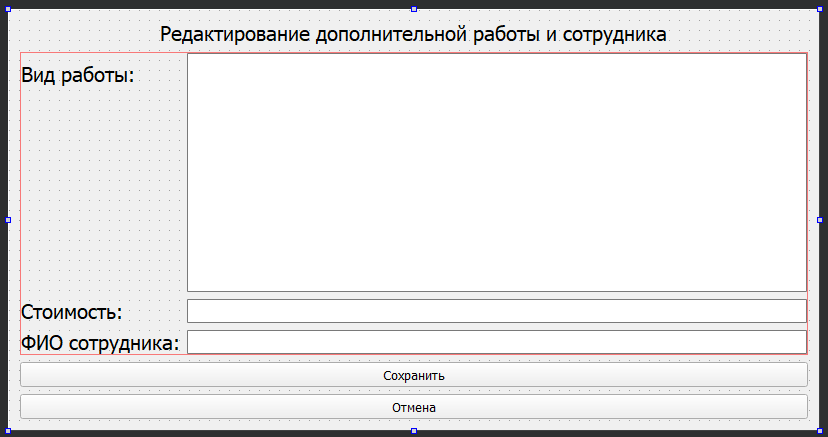 Редактирование дополнительной работы и сотрудника
Вид работы:
Стоимость:
ФИО сотрудника:
Сохранить
Отмена